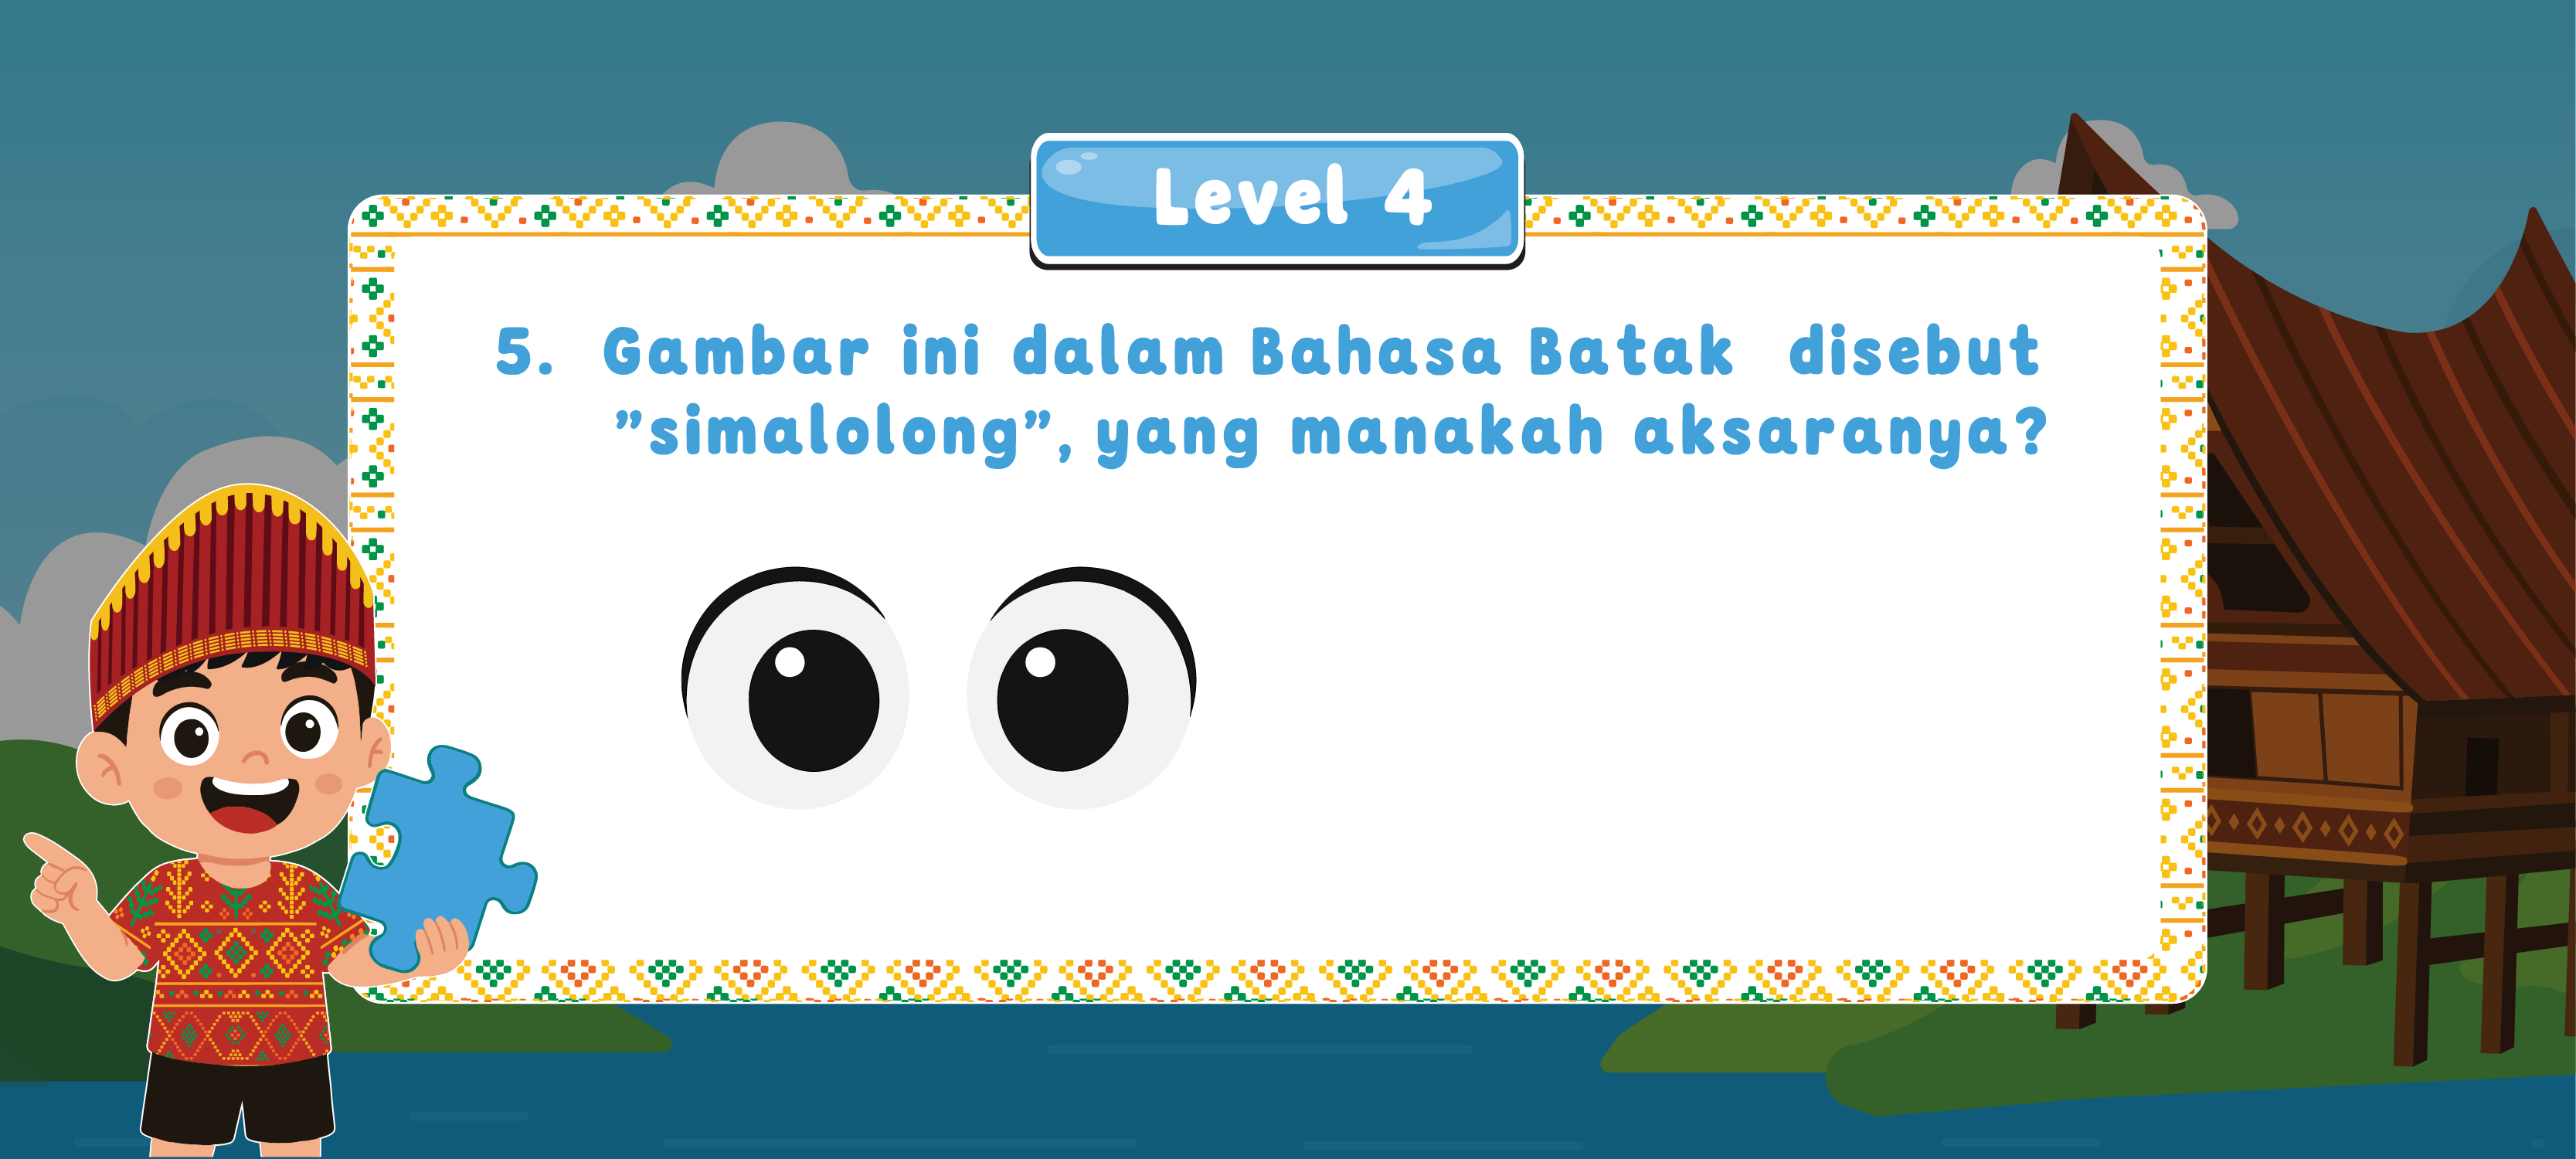 Level 4
5. Gambar ini dalam Bahasa Batak disebut
”simalolong”, yang manakah aksaranya?